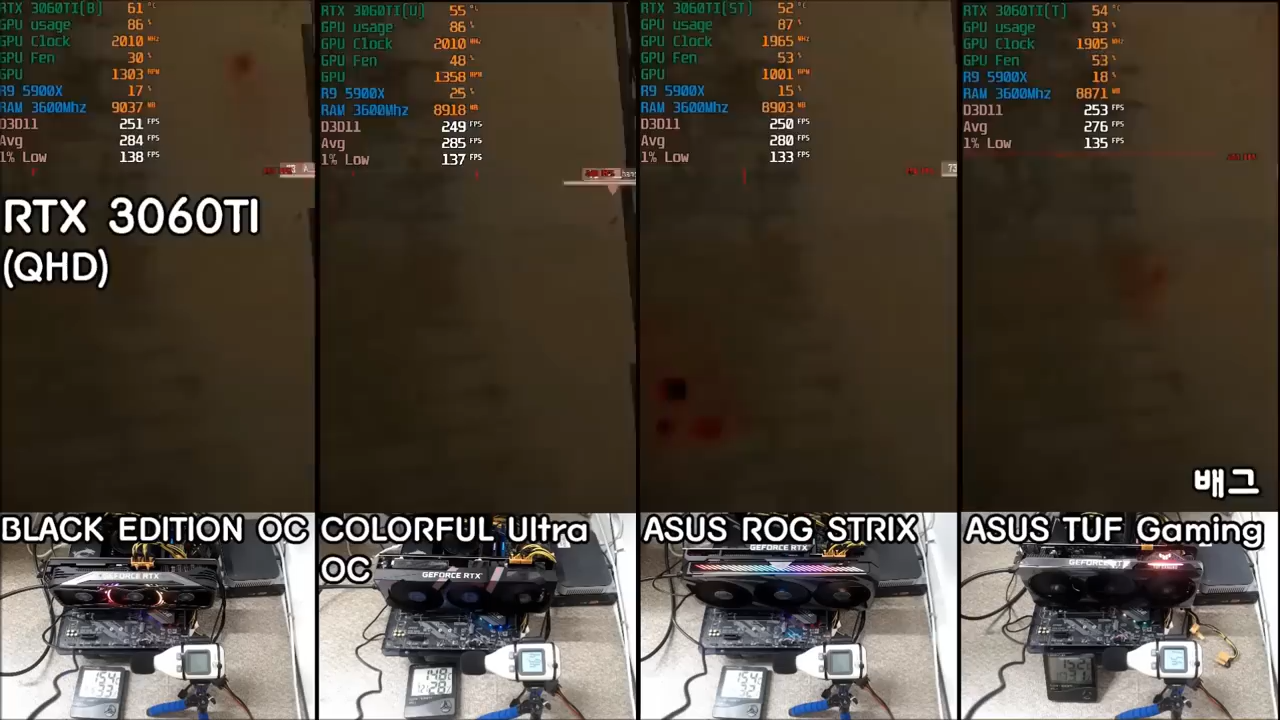 RTX 3060TI(B) 61 °C
GPU usage 86 %
GPU Clock 2010 MHz
GPU Fen 30 %
GPU 1303 RPM
R9 5900X 17 %
RAM 3600Mhz 9037 MB
D3D11 251 FPS
Avg 284 FPS
1% Low 138 FPS
RTX 3060TI(U) 55 °C
GPU usage 86 %
GPU Clock 2010 MHz
GPU Fen 48 %
GPU 1358 RPM
R9 5900X 25 %
RAM 3600Mhz 8918 MB
D3D11 249 FPS
Avg 285 FPS
1% Low 137 FPS
RTX 3060TI(ST) 52 °C
GPU usage 87 %
GPU Clock 1965 MHz
GPU Fen 53 %
GPU 1001 RPM
R9 5900X 15 %
RAM 3600Mhz 8903 MB
D3D11 250 FPS
Avg 280 FPS
1% Low 133 FPS
RTX 3060TI(T) 54 °C
GPU usage 93 %
GPU Clock 1905 MHz
GPU Fen 53 %
R9 5900X 18 %
RAM 3600Mhz 8871 MB
D3D11 253 FPS
Avg 276 FPS
1% Low 135 FPS
RTX 3060TI
(QHD)
배그
BLACK EDITION OC
COLORFUL Ultra
OC
ASUS ROG STRIX
ASUS TUF Gaming
GEFORCE RTX
GEFORCE RTX
GEFORCE RTX